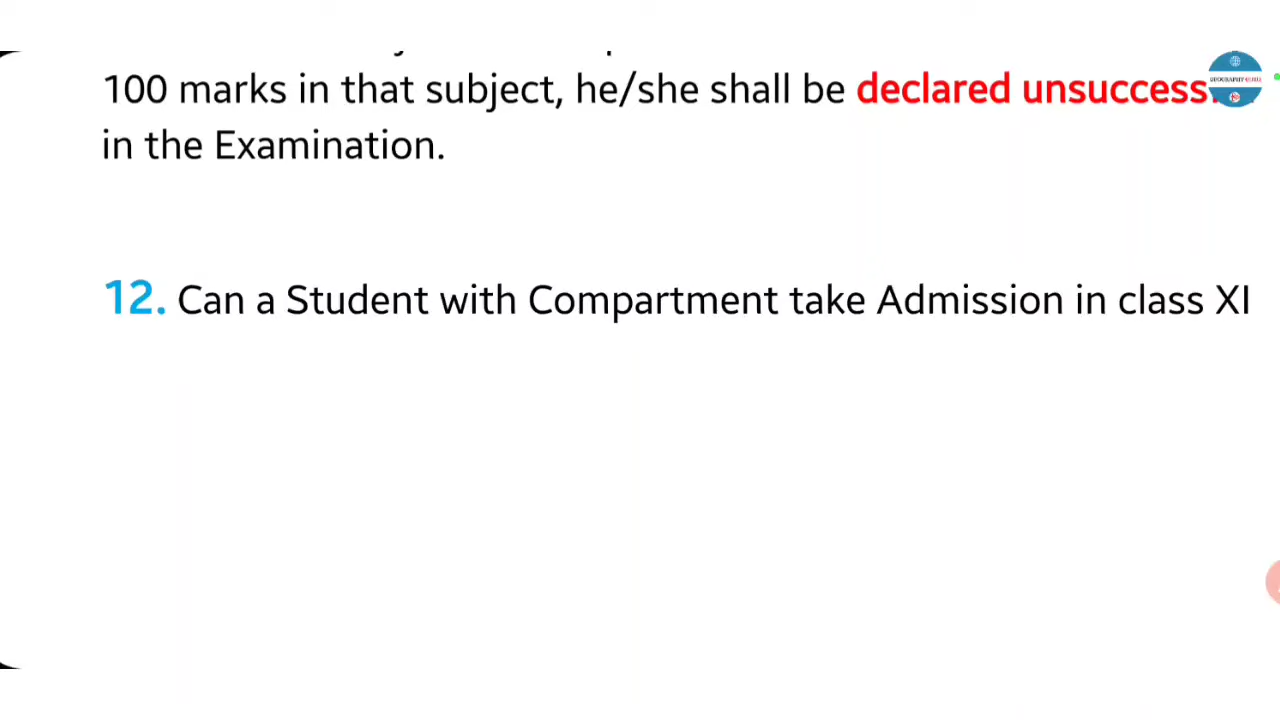 100 marks in that subject, he/she shall be declared
in the Examination.
12. Can a Student with Compartment take Admission in class XI